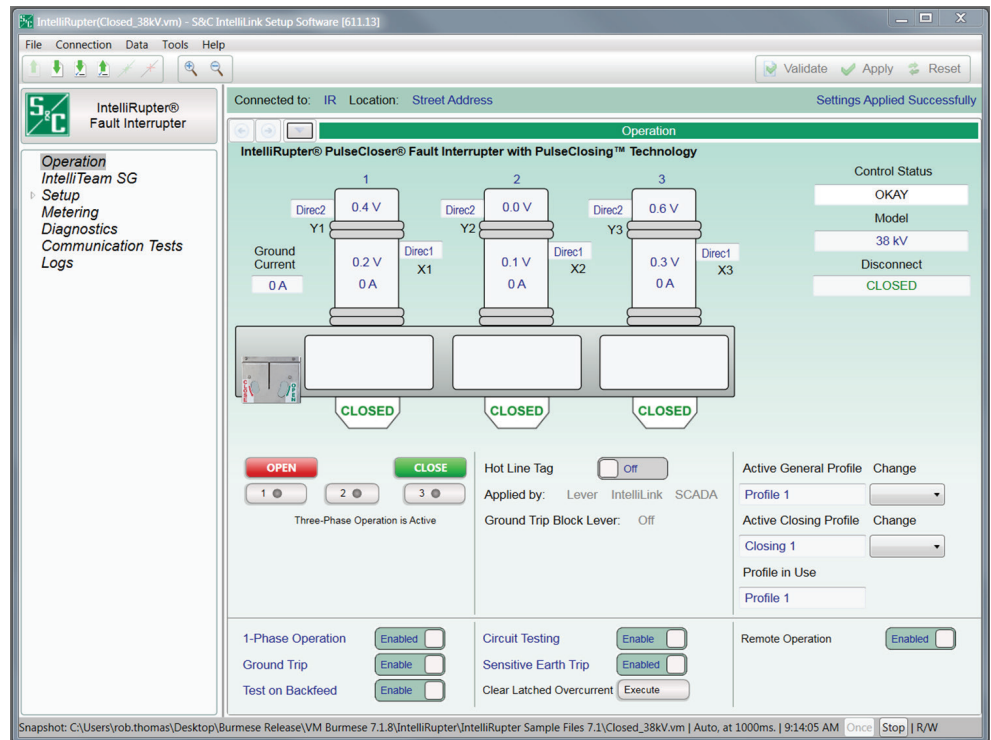 IntelliRupter(Closed_38kV.vm) - S&C IntelliLink Setup Software [611.13]
File Connection Data Tools Help
Validate Apply Reset
S&C
IntelliRupter®
Fault Interrupter
Connected to: IR Location: Street Address Settings Applied Successfully
Operation
IntelliTeam SG
Setup
Metering
Diagnostics
Communication Tests
Logs
Operation
IntelliRupter® PulseCloser® Fault Interrupter with PulseClosing™ Technology
1 2 3
Direc2 0.4 V Direc2 0.0 V Direc2 0.6 V
Y1 Y2 Y3
Ground
Current
0 A
Direc1 Direc1 Direc1
0.2 V X1 0.1 V X2 0.3 V X3
0 A 0 A 0 A
Control Status
OKAY
Model
38 kV
Disconnect
CLOSED
CLOSE OPEN
CLOSED CLOSED CLOSED
OPEN CLOSE
1 2 3
Three-Phase Operation is Active
Hot Line Tag Off
Applied by: Lever IntelliLink SCADA
Ground Trip Block Lever: Off
Active General Profile Change
Profile 1
Active Closing Profile Change
Closing 1
Profile in Use
Profile 1
1-Phase Operation Enabled
Ground Trip Enable
Test on Backfeed Enable
Circuit Testing Enable
Sensitive Earth Trip Enabled
Clear Latched Overcurrent Execute
Remote Operation Enabled
Snapshot: C:\Users\rob.thomas\Desktop\Burmese Release\VM Burmese 7.1.8\IntelliRupter\IntelliRupter Sample Files 7.1\Closed_38kV.vm | Auto, at 1000ms. | 9:14:05 AM Once Stop | R/W